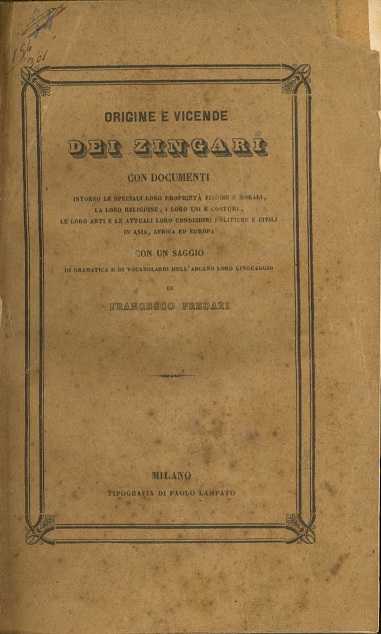 ORIGINE E VICENDE
DEI ZINGARI
CON DOCUMENTI
INTORNO LE SPECIALI LORO PROPRIETÀ FISICHE E MORALI,
LA LORO RELIGIONE, I LORO USI E COSTUMI,
LE LORO ARTI E LE ATTUALI LORO CONDIZIONI POLITICHE E CIVILI
IN ASIA, AFRICA ED EUROPA
CON UN SAGGIO
DI GRAMATICA E DI VOCABOLARIO DELL'ARCANO LORO LINGUAGGIO
DI
FRANCESCO PREDARI
MILANO
TIPOGRAFIA DI PAOLO LAMPATO